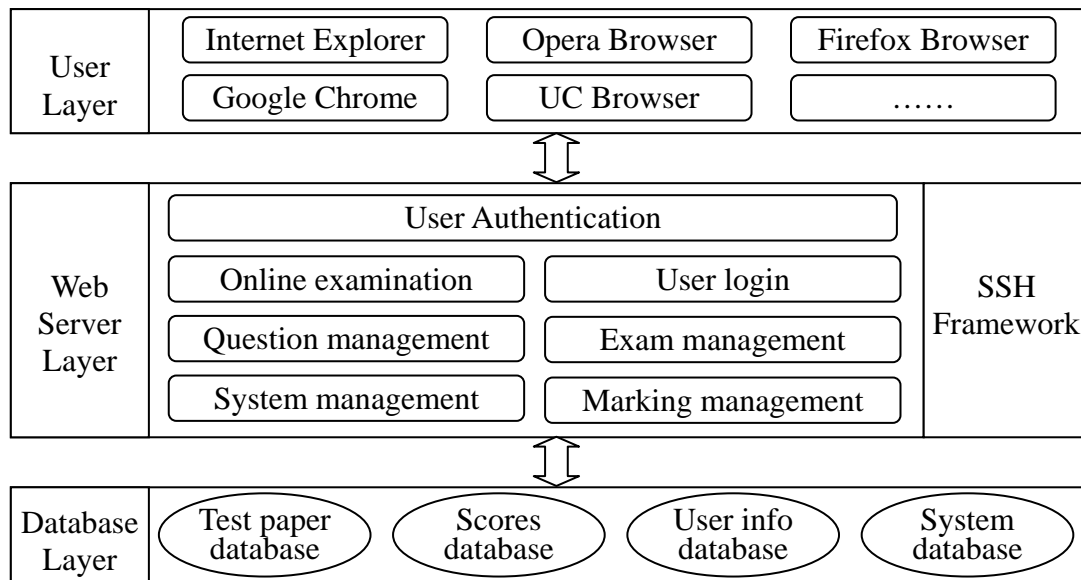 User
Layer
Internet Explorer
Opera Browser
Firefox Browser
Google Chrome
UC Browser
……
Web
Server
Layer
User Authentication
Online examination
User login
Question management
Exam management
System management
Marking management
SSH
Framework
Database
Layer
Test paper
database
Scores
database
User info
database
System
database